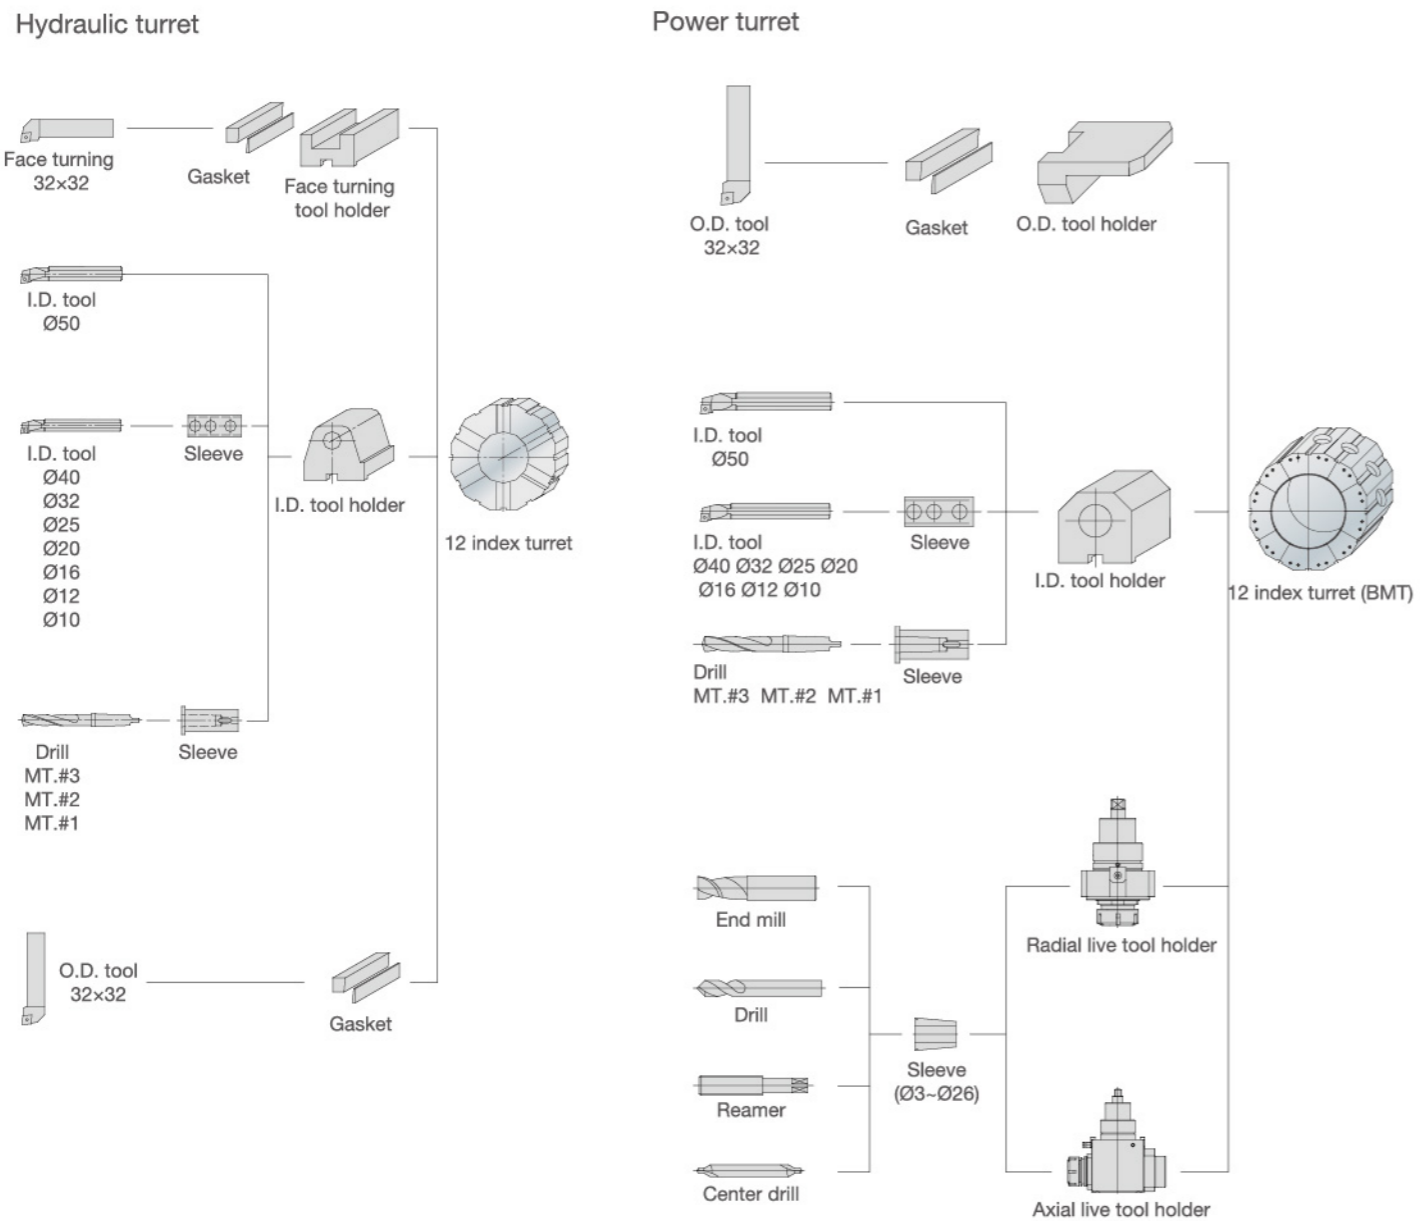 Hydraulic turret
Face turning
32×32
Gasket
Face turning
tool holder
I.D. tool
Ø50
I.D. tool
Ø40
Ø32
Ø25
Ø20
Ø16
Ø12
Ø10
Sleeve
I.D. tool holder
12 index turret
Drill
MT.#3
MT.#2
MT.#1
Sleeve
O.D. tool
32×32
Gasket
Power turret
O.D. tool
32×32
Gasket
O.D. tool holder
I.D. tool
Ø50
I.D. tool
Ø40 Ø32 Ø25 Ø20
Ø16 Ø12 Ø10
Sleeve
I.D. tool holder
12 index turret (BMT)
Drill
MT.#3 MT.#2 MT.#1
Sleeve
End mill
Drill
Reamer
Center drill
Sleeve
(Ø3~Ø26)
Radial live tool holder
Axial live tool holder